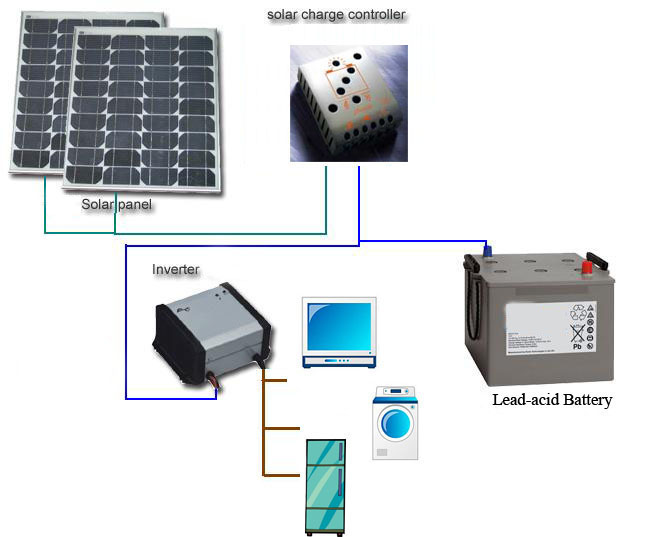 solar charge controller
Solar panel
Inverter
Pb
Lead-acid Battery